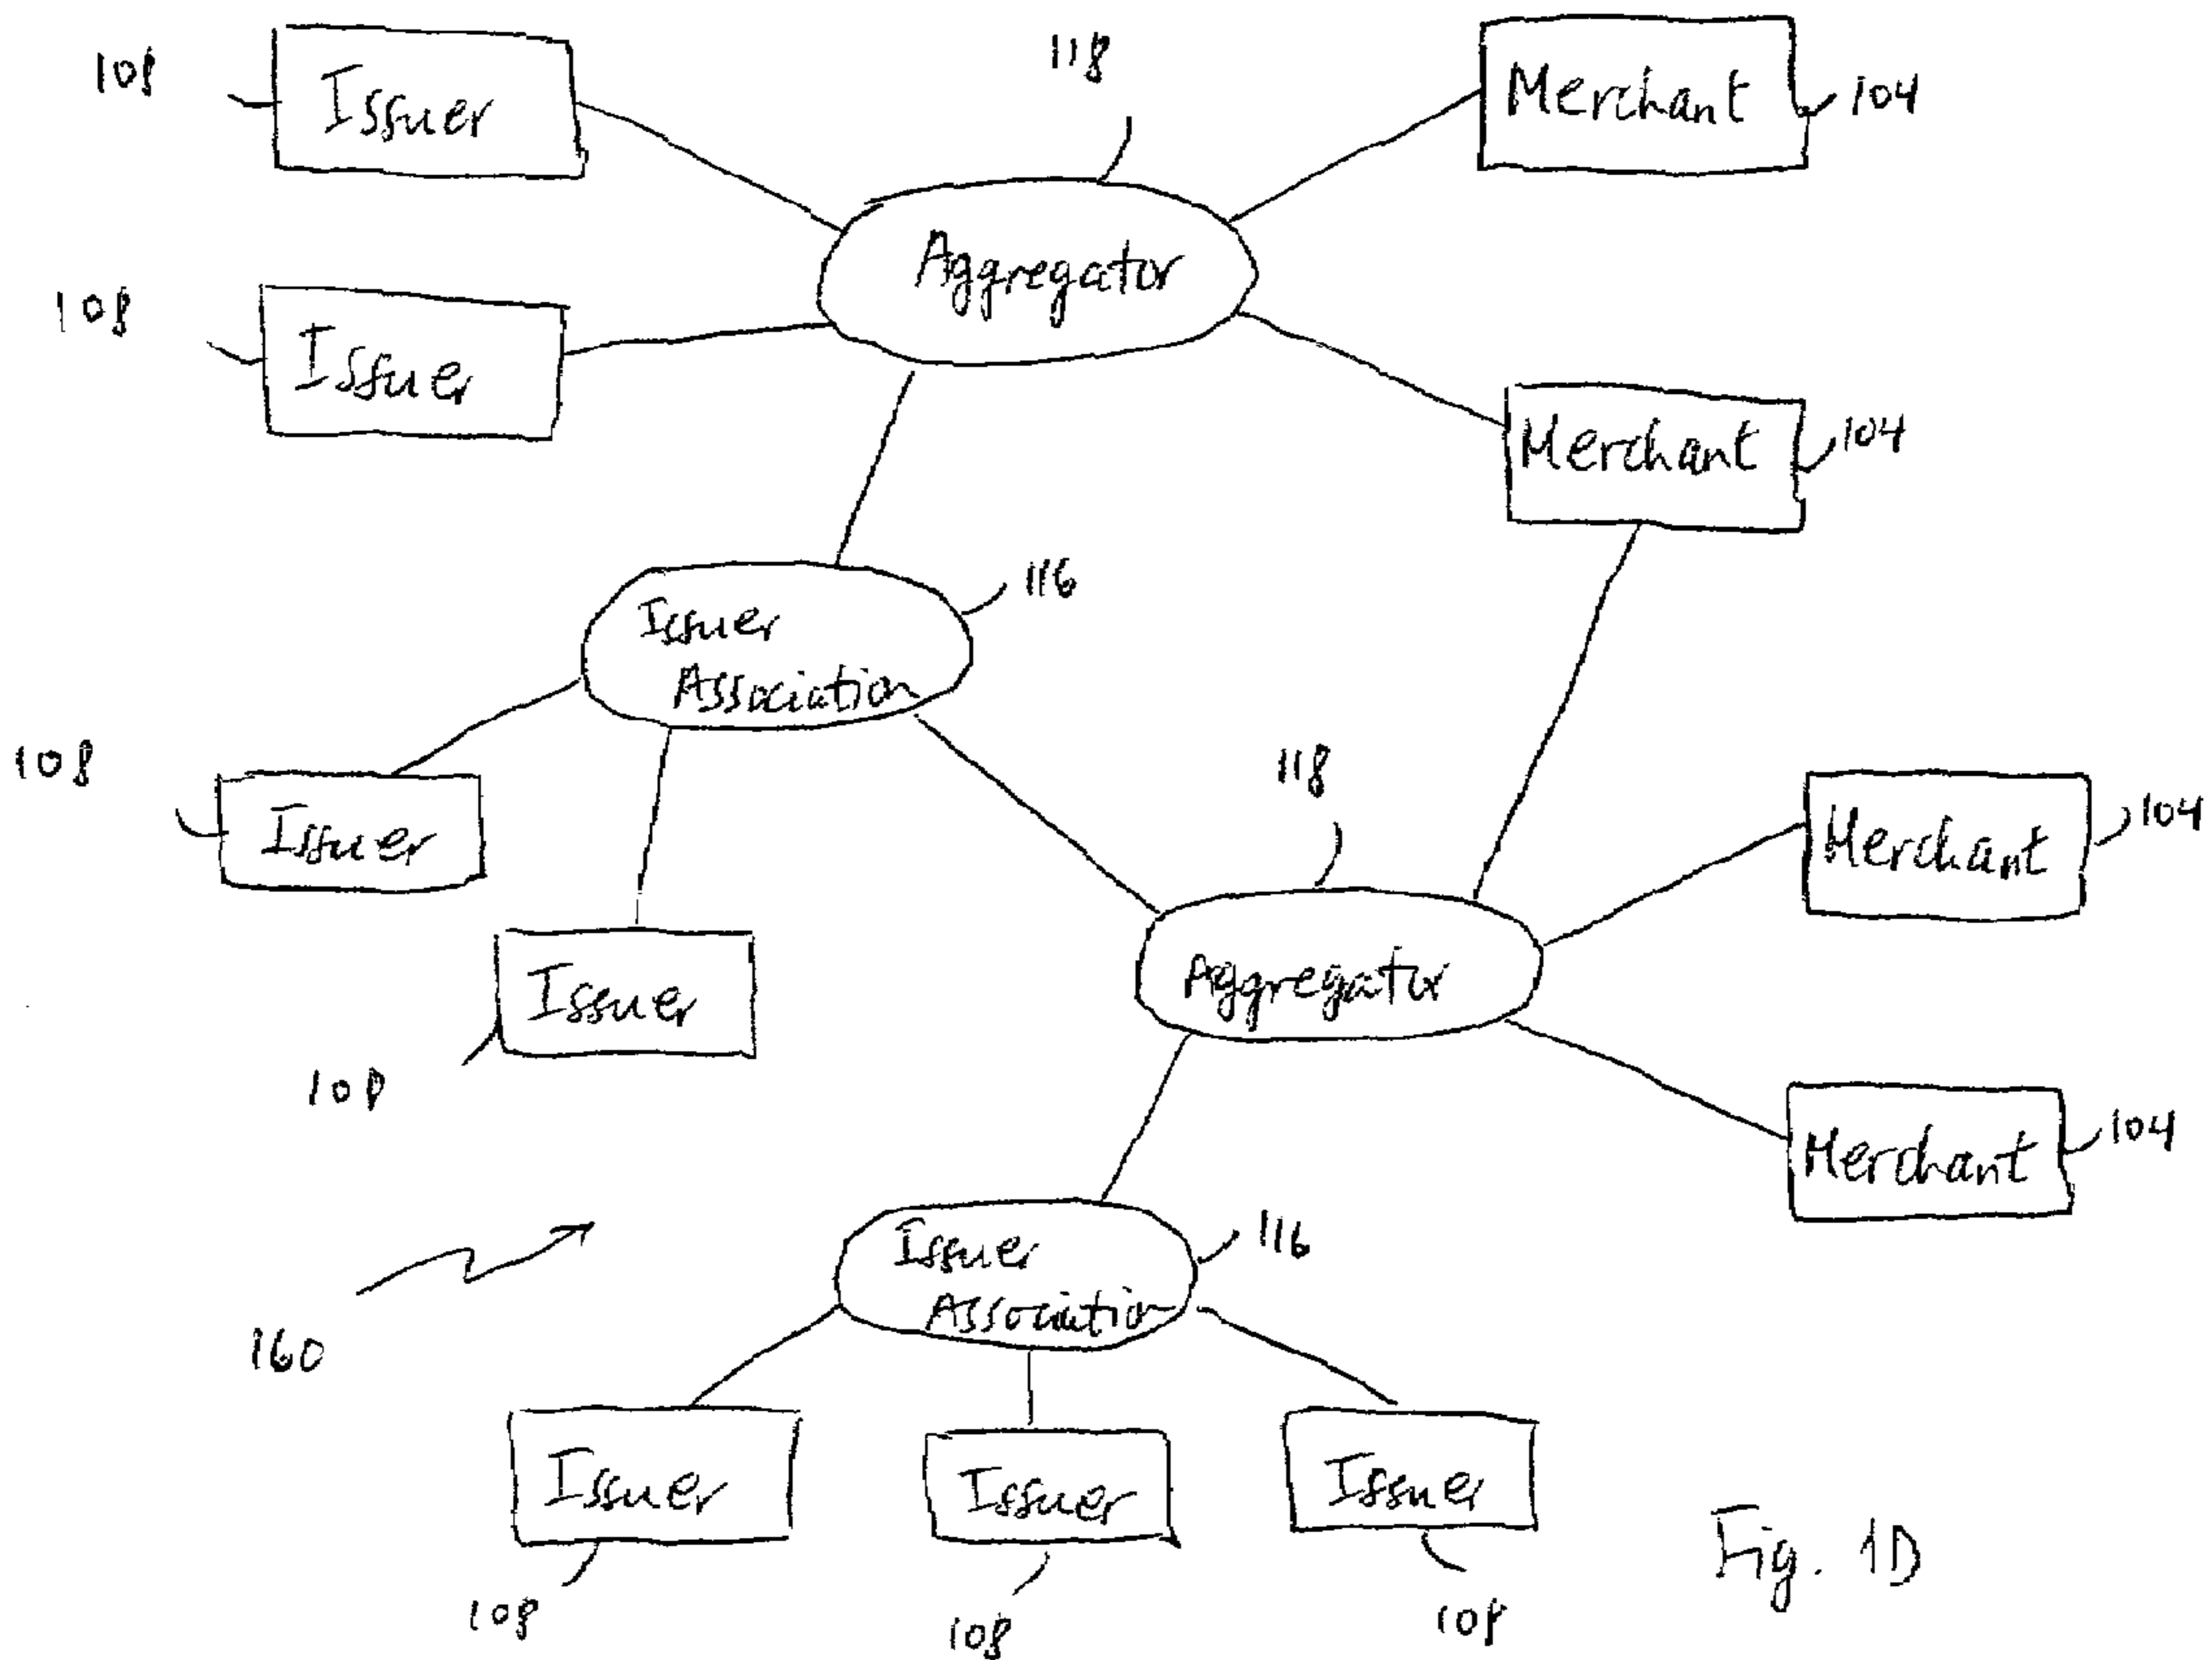 108
Issuer
118
Merchant
104
108
Issuer
Aggregator
Merchant
104
Issuer
Association
116
108
Issuer
118
Merchant
104
Issuer
108
Aggregator
Merchant
104
160
Issuer
Association
116
Issuer
Issuer
Issuer
108
108
108
Fig. 1D